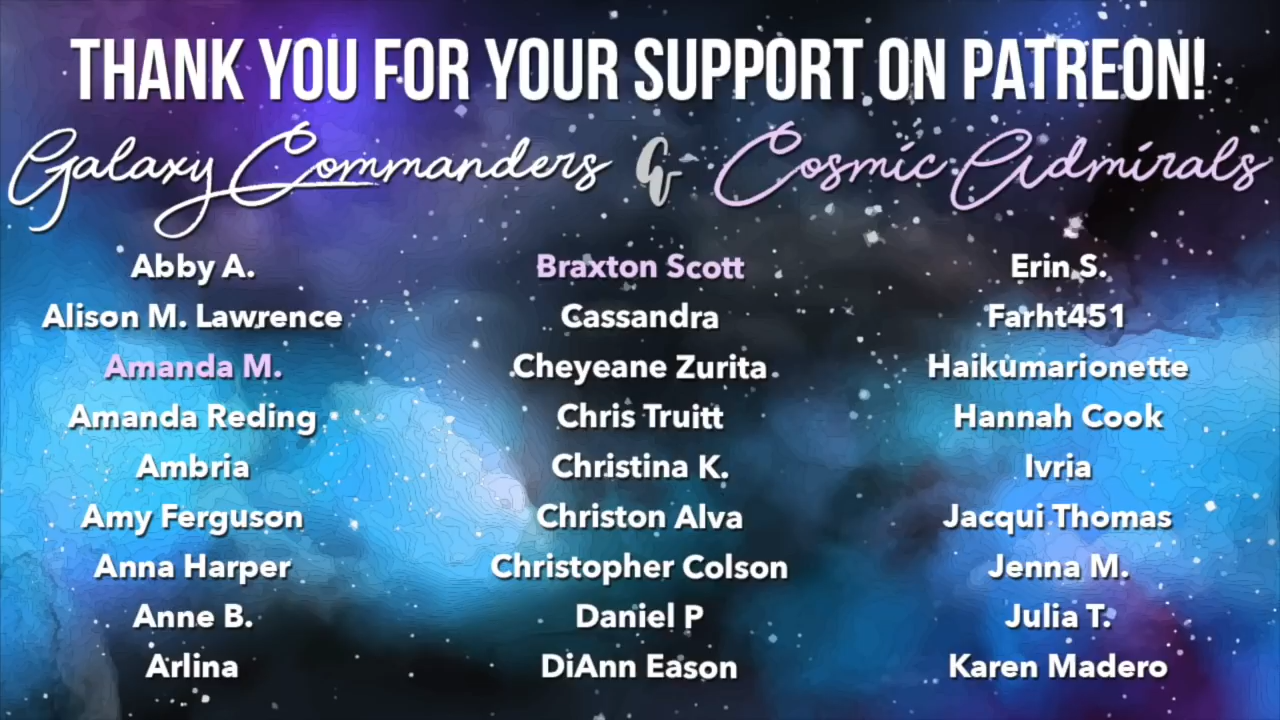 THANK YOU FOR YOUR SUPPORT ON PATREON!
Galaxy Commanders & Cosmic Admirals
Abby A.
Alison M. Lawrence
Amanda M.
Amanda Reding
Ambria
Amy Ferguson
Anna Harper
Anne B.
Arlina
Braxton Scott
Cassandra
Cheyeane Zurita
Chris Truitt
Christina K.
Christon Alva
Christopher Colson
Daniel P
DiAnn Eason
Erin S.
Farht451
Haikumarionette
Hannah Cook
Ivria
Jacqui Thomas
Jenna M.
Julia T.
Karen Madero